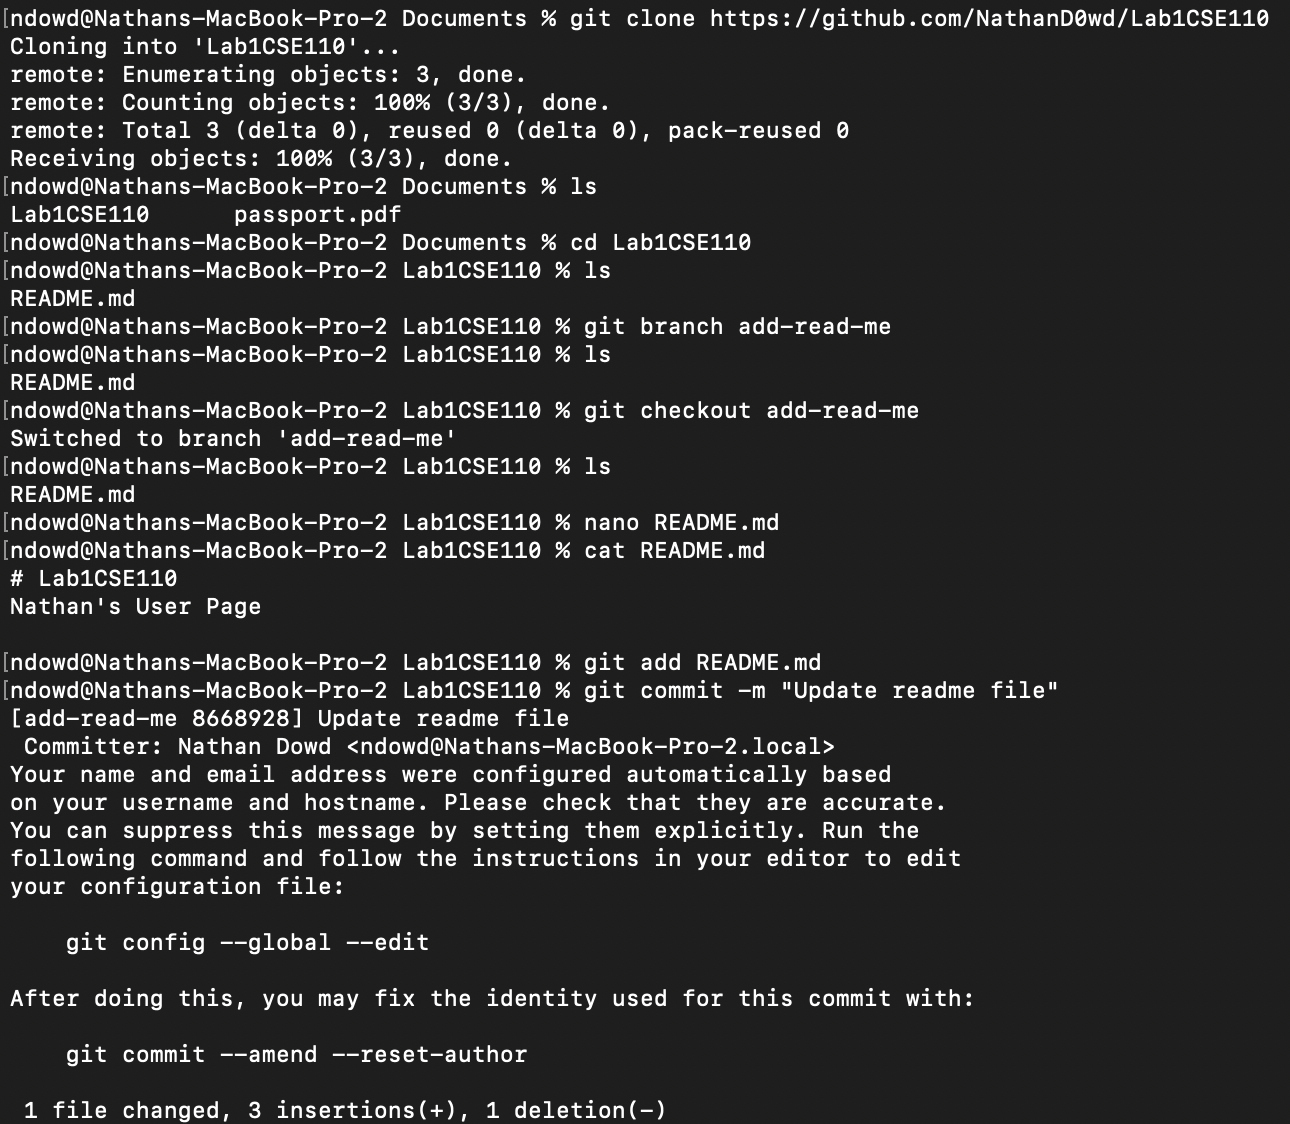 [ndowd@Nathans-MacBook-Pro-2 Documents % git clone https://github.com/NathanD0wd/Lab1CSE110
Cloning into 'Lab1CSE110'...
remote: Enumerating objects: 3, done.
remote: Counting objects: 100% (3/3), done.
remote: Total 3 (delta 0), reused 0 (delta 0), pack-reused 0
Receiving objects: 100% (3/3), done.
[ndowd@Nathans-MacBook-Pro-2 Documents % ls
Lab1CSE110      passport.pdf
[ndowd@Nathans-MacBook-Pro-2 Documents % cd Lab1CSE110
[ndowd@Nathans-MacBook-Pro-2 Lab1CSE110 % ls
README.md
[ndowd@Nathans-MacBook-Pro-2 Lab1CSE110 % git branch add-read-me
[ndowd@Nathans-MacBook-Pro-2 Lab1CSE110 % ls
README.md
[ndowd@Nathans-MacBook-Pro-2 Lab1CSE110 % git checkout add-read-me
Switched to branch 'add-read-me'
[ndowd@Nathans-MacBook-Pro-2 Lab1CSE110 % ls
README.md
[ndowd@Nathans-MacBook-Pro-2 Lab1CSE110 % nano README.md
[ndowd@Nathans-MacBook-Pro-2 Lab1CSE110 % cat README.md
# Lab1CSE110
Nathan's User Page

[ndowd@Nathans-MacBook-Pro-2 Lab1CSE110 % git add README.md
[ndowd@Nathans-MacBook-Pro-2 Lab1CSE110 % git commit -m "Update readme file"
[add-read-me 8668928] Update readme file
 Committer: Nathan Dowd <ndowd@Nathans-MacBook-Pro-2.local>
Your name and email address were configured automatically based
on your username and hostname. Please check that they are accurate.
You can suppress this message by setting them explicitly. Run the
following command and follow the instructions in your editor to edit
your configuration file:

    git config --global --edit

After doing this, you may fix the identity used for this commit with:

    git commit --amend --reset-author

 1 file changed, 3 insertions(+), 1 deletion(-)